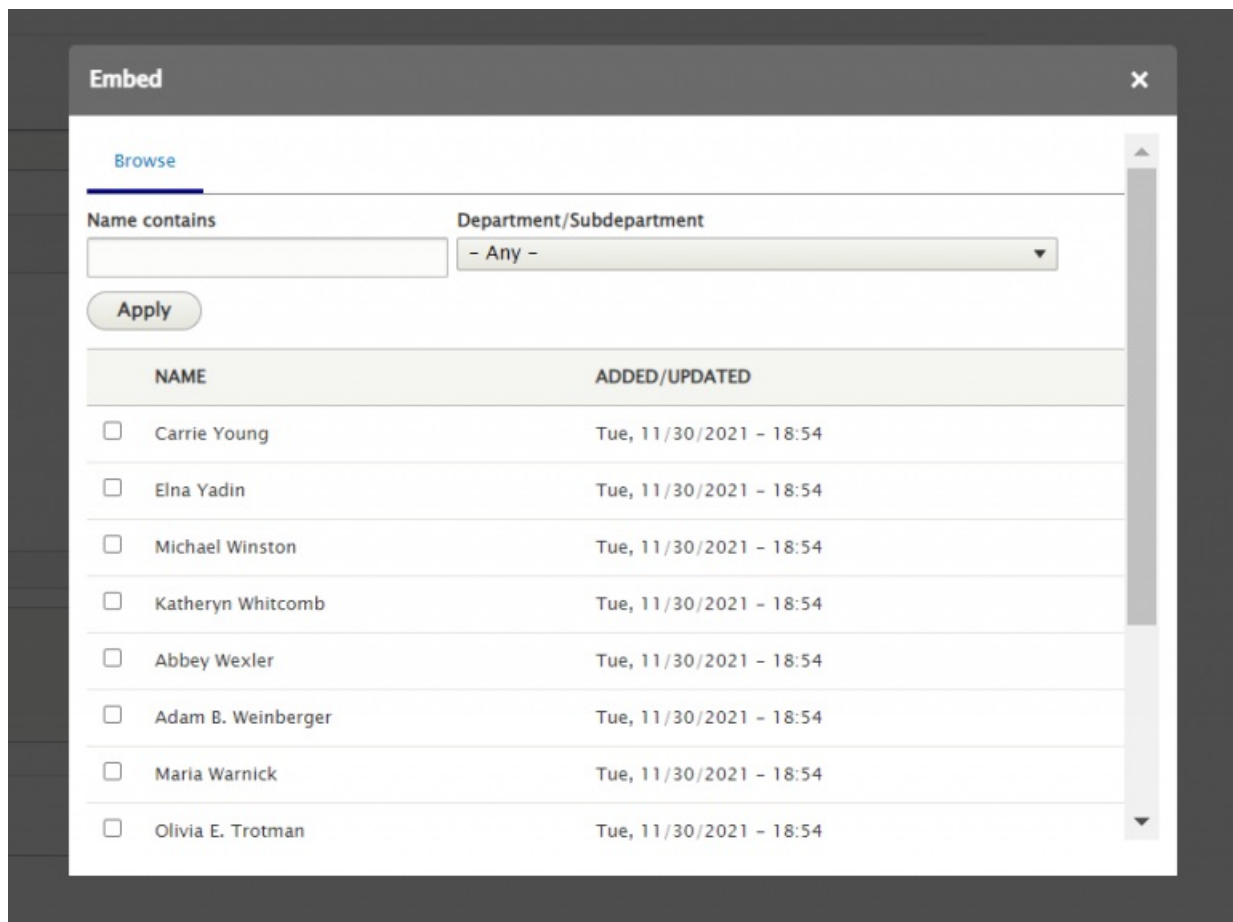 Embed ×
Browse
Name contains Department/Subdepartment
– Any –
Apply
NAME ADDED/UPDATED
Carrie Young Tue, 11/30/2021 – 18:54
Elna Yadin Tue, 11/30/2021 – 18:54
Michael Winston Tue, 11/30/2021 – 18:54
Katheryn Whitcomb Tue, 11/30/2021 – 18:54
Abbey Wexler Tue, 11/30/2021 – 18:54
Adam B. Weinberger Tue, 11/30/2021 – 18:54
Maria Warnick Tue, 11/30/2021 – 18:54
Olivia E. Trotman Tue, 11/30/2021 – 18:54